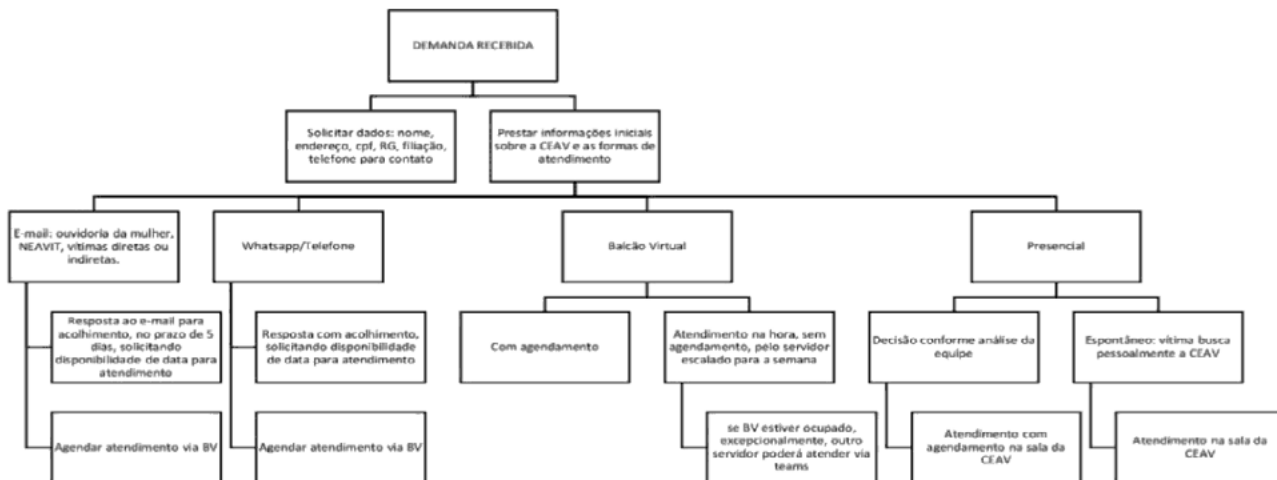 DEMANDA RECEBIDA
Solicitar dados: nome,
endereço, cpf, RG, filiação,
telefone para contato
Prestar informações iniciais
sobre a CEAV e as formas de
atendimento
E-mail: ouvidoria da mulher,
NEAVIT, vítimas diretas ou
indiretas.
Whatsapp/Telefone
Balcão Virtual
Presencial
Resposta ao e-mail para
acolhimento, no prazo de 5
dias, solicitando
disponibilidade de data para
atendimento
Resposta com acolhimento,
solicitando disponibilidade
de data para atendimento
Com agendamento
Atendimento na hora, sem
agendamento, pelo servidor
escalado para a semana
Decisão conforme análise da
equipe
Espontâneo: vítima busca
pessoalmente a CEAV
Agendar atendimento via BV
Agendar atendimento via BV
se BV estiver ocupado,
excepcionalmente, outro
servidor poderá atender via
teams
Atendimento com
agendamento na sala da
CEAV
Atendimento na sala da
CEAV